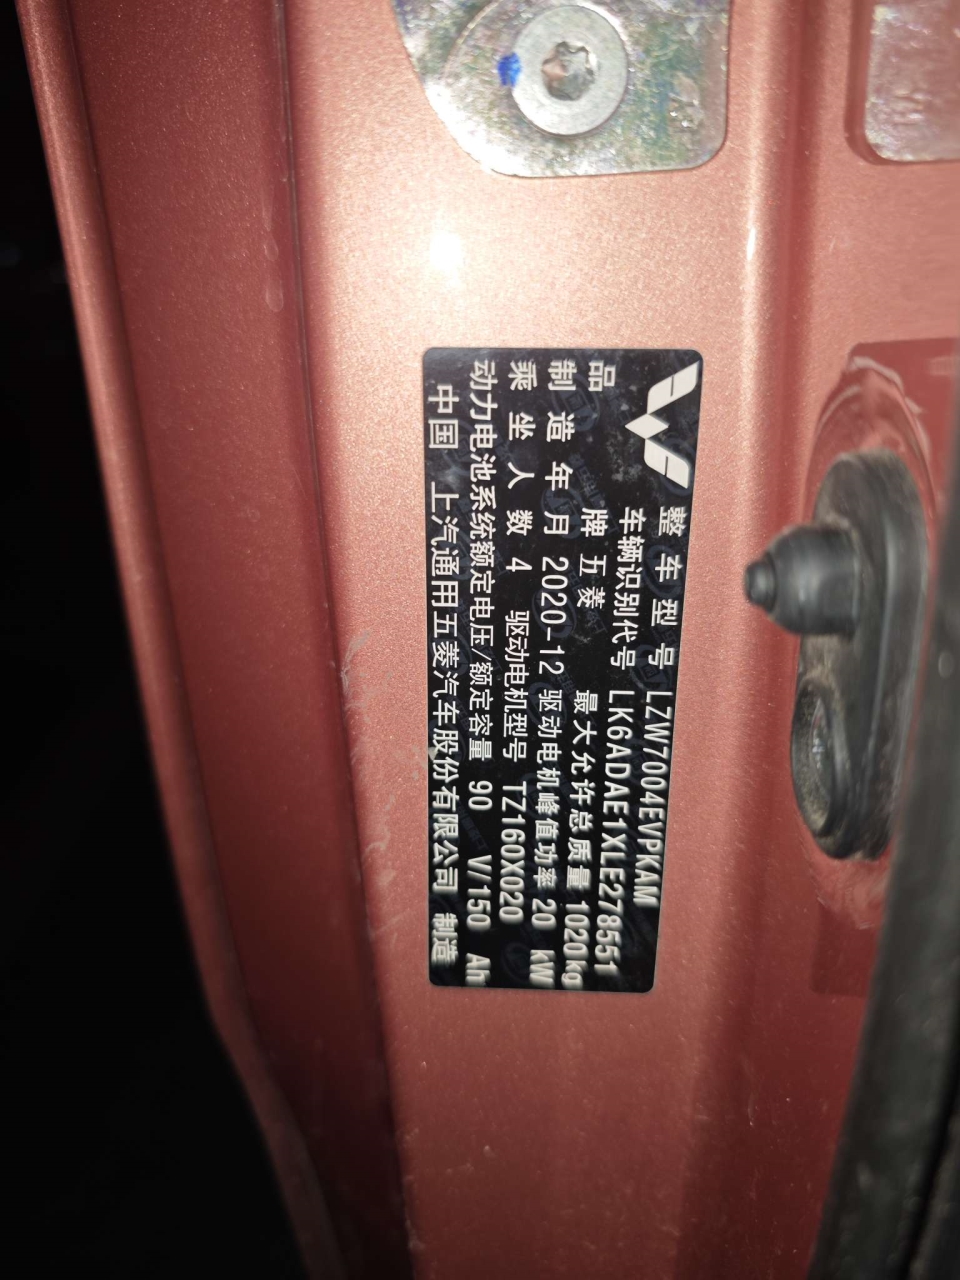 整车型号 LZW7004EVPKAM
车辆识别代号 LK6ADAE1XLE278551
品牌 五菱 最大允许总质量 1020kg
制造年月 2020-12 驱动电机峰值功率 20 kW
乘坐人数 4 驱动电机型号 TZ160X020
动力电池系统额定电压/额定容量 90 V/150 Ah
中国 上汽通用五菱汽车股份有限公司 制造